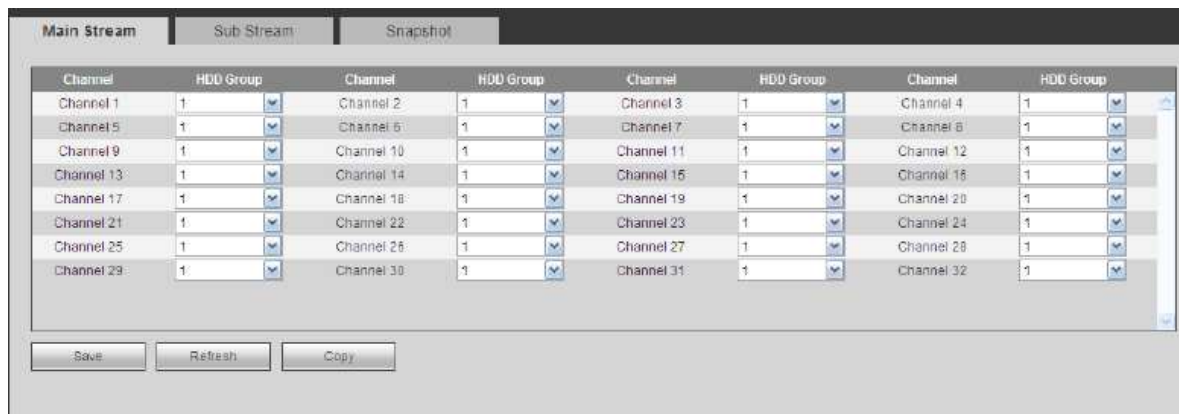 Main Stream Sub Stream Snapshot
Channel HDD Group Channel HDD Group Channel HDD Group Channel HDD Group
Channel 1 1 Channel 2 1 Channel 3 1 Channel 4 1
Channel 5 1 Channel 6 1 Channel 7 1 Channel 8 1
Channel 9 1 Channel 10 1 Channel 11 1 Channel 12 1
Channel 13 1 Channel 14 1 Channel 15 1 Channel 16 1
Channel 17 1 Channel 18 1 Channel 19 1 Channel 20 1
Channel 21 1 Channel 22 1 Channel 23 1 Channel 24 1
Channel 25 1 Channel 26 1 Channel 27 1 Channel 28 1
Channel 29 1 Channel 30 1 Channel 31 1 Channel 32 1
Save Refresh Copy